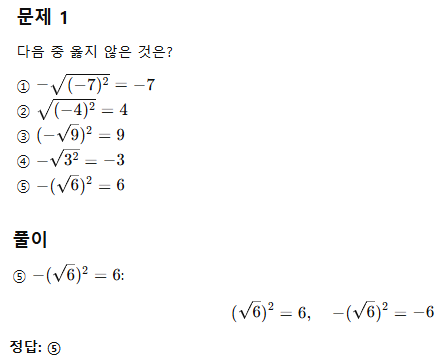 문제 1
다음 중 옳지 않은 것은?
① −√(−7)² = −7
② √(−4)² = 4
③ (−√9)² = 9
④ −√3² = −3
⑤ −(√6)² = 6
풀이
⑤ −(√6)² = 6:
(√6)² = 6, −(√6)² = −6
정답: ⑤